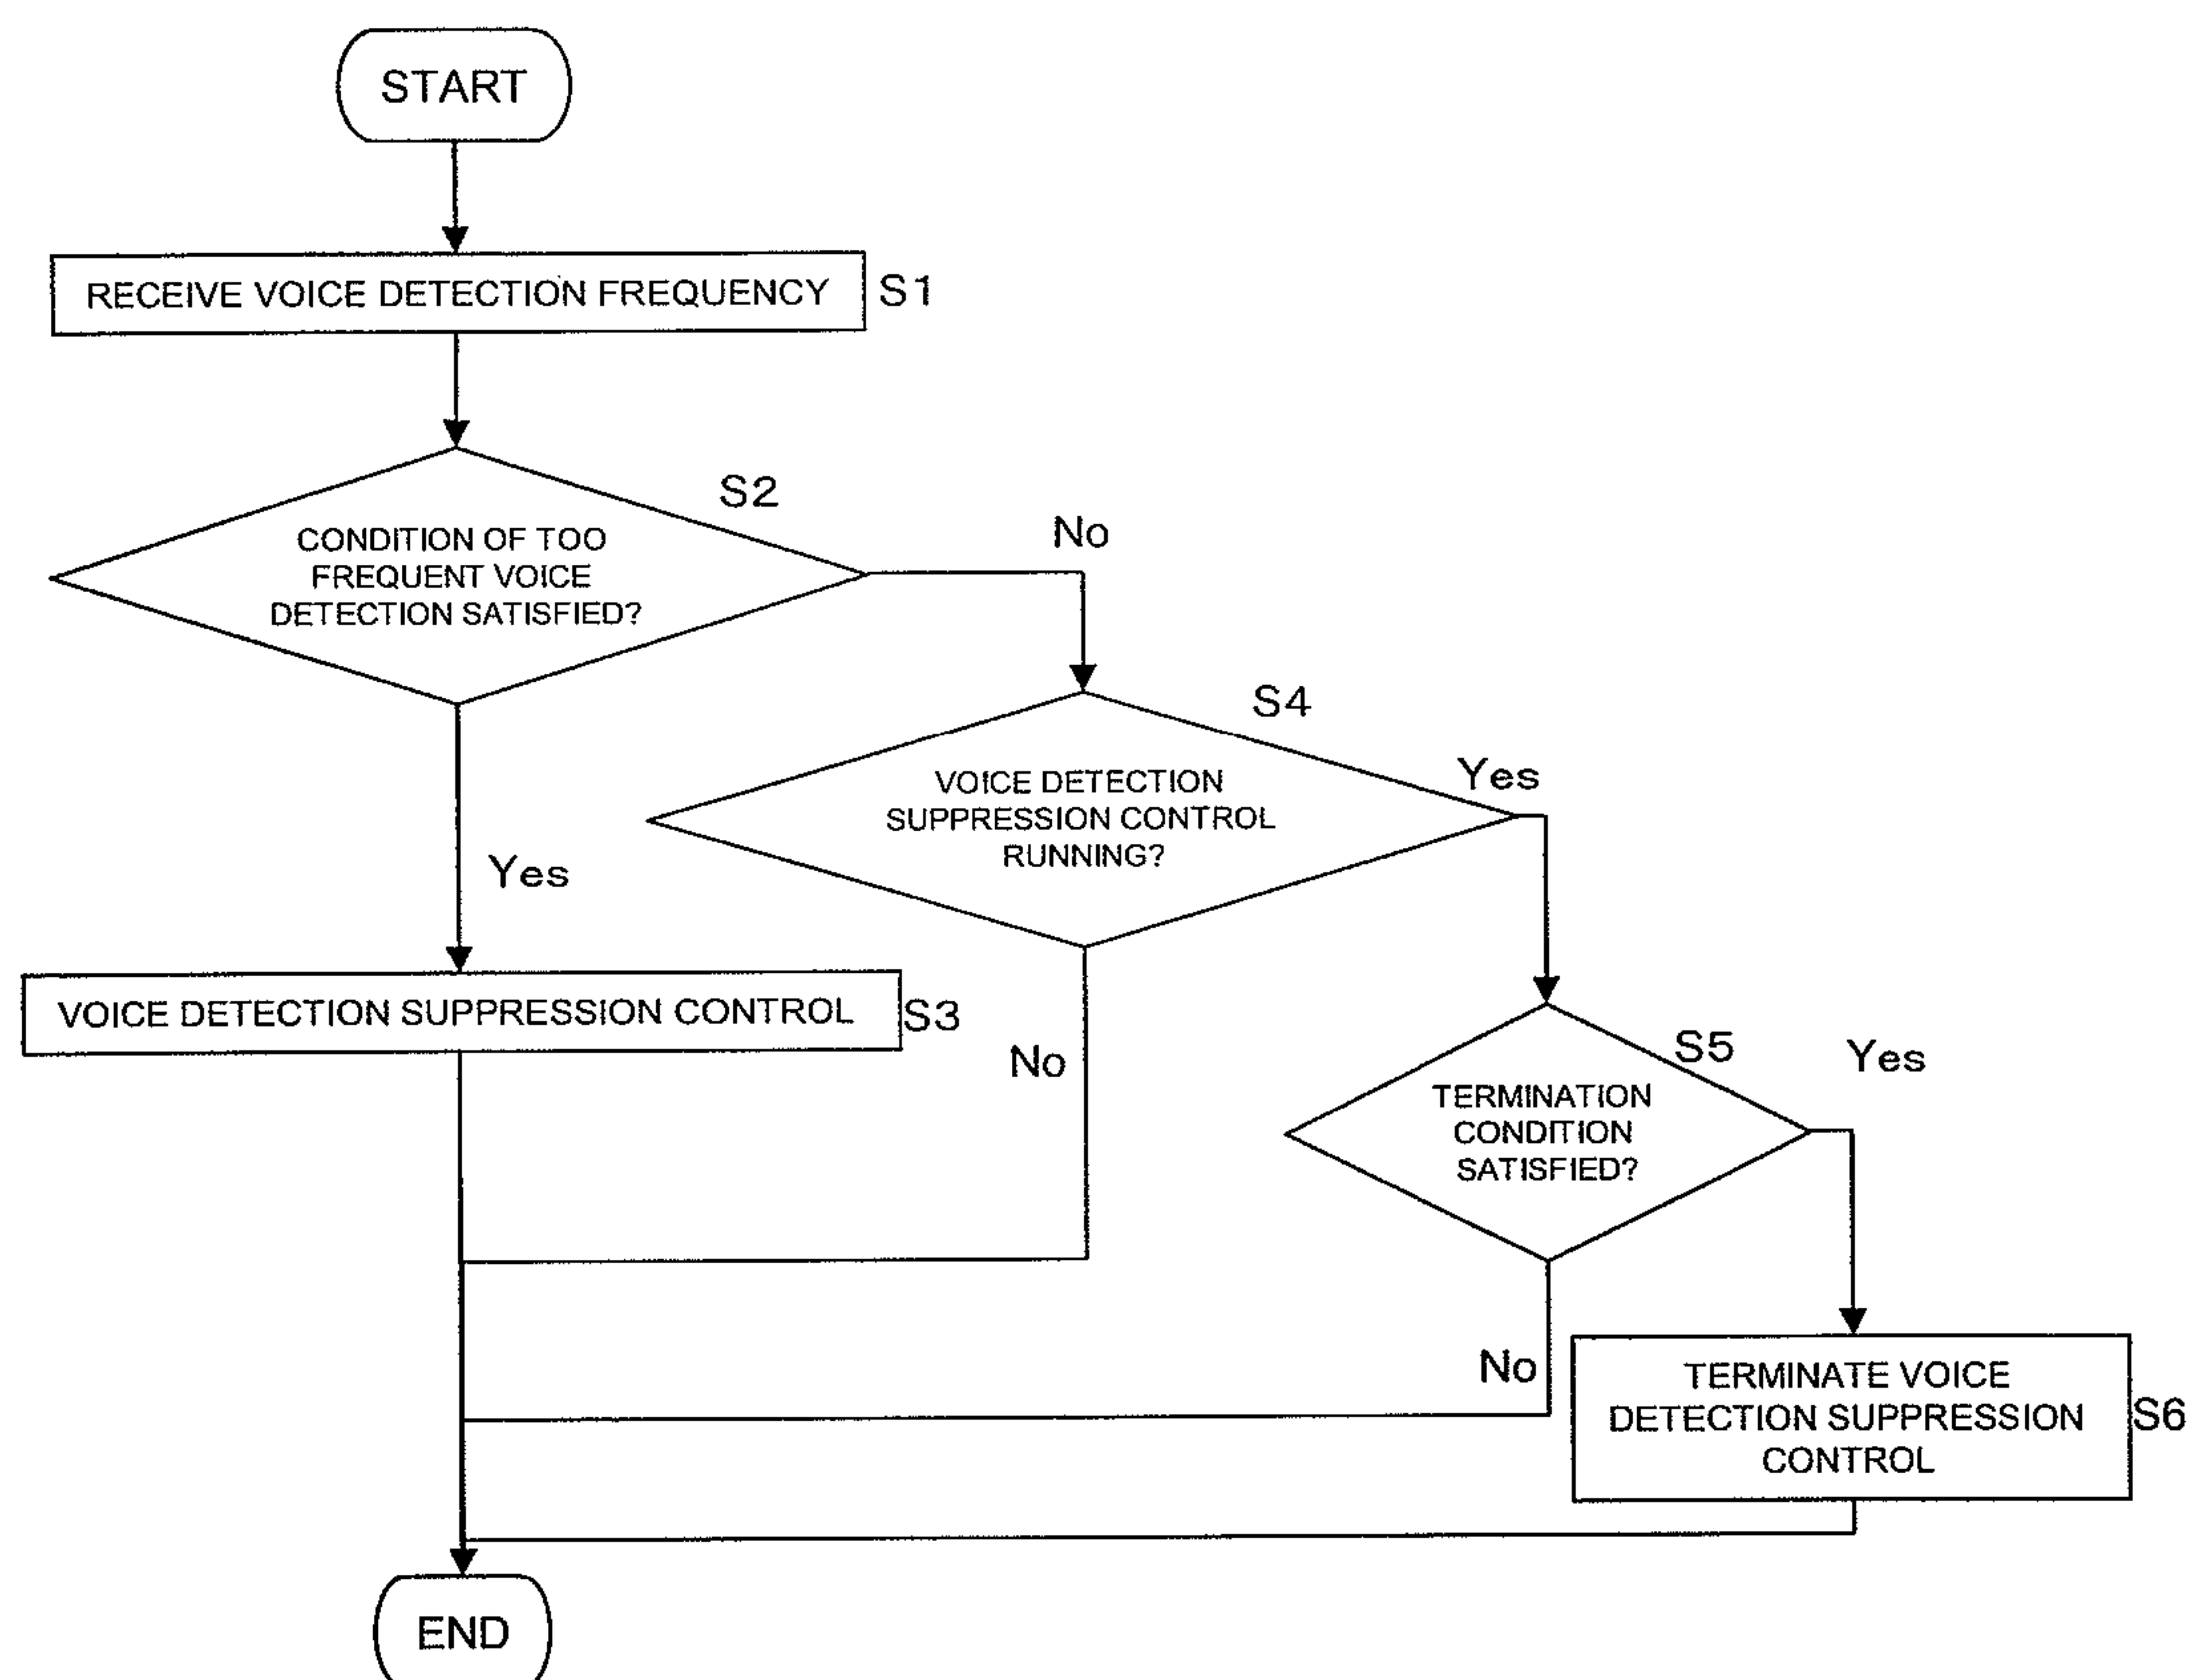 START
RECEIVE VOICE DETECTION FREQUENCY
S1
S2
CONDITION OF TOO
FREQUENT VOICE
DETECTION SATISFIED?
No
S4
VOICE DETECTION
SUPPRESSION CONTROL
RUNNING?
Yes
Yes
VOICE DETECTION SUPPRESSION CONTROL
S3
No
S5
Yes
TERMINATION
CONDITION
SATISFIED?
No
TERMINATE VOICE
DETECTION SUPPRESSION
CONTROL
S6
END